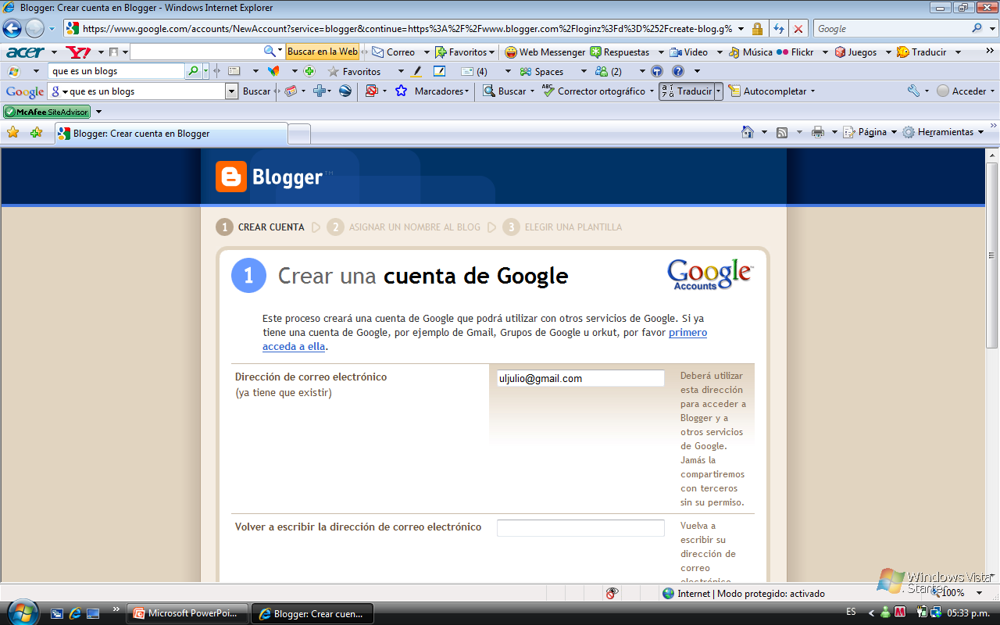 Blogger: Crear cuenta en Blogger - Windows Internet Explorer
https://www.google.com/accounts/NewAccount?service=blogger&continue=https%3A%2F%2Fwww.blogger.com%2Floginz%3Fd%3D%252Fcreate-blog.g%
Google
acer Y! Buscar en la Web Correo Favoritos Web Messenger Respuestas Video Música Flickr Juegos Traducir
que es un blogs Favoritos (4) Spaces (2)
Google g que es un blogs Buscar Marcadores Buscar ABC Corrector ortográfico Traducir Autocompletar Acceder
McAfee SiteAdvisor
Blogger: Crear cuenta en Blogger Página Herramientas
Blogger™
1 CREAR CUENTA 2 ASIGNAR UN NOMBRE AL BLOG 3 ELEGIR UNA PLANTILLA
1 Crear una cuenta de Google
Google™
Accounts
Este proceso creará una cuenta de Google que podrá utilizar con otros servicios de Google. Si ya
tiene una cuenta de Google, por ejemplo de Gmail, Grupos de Google u orkut, por favor primero
acceda a ella.
Dirección de correo electrónico
(ya tiene que existir)
uljulio@gmail.com
Deberá utilizar
esta dirección
para acceder a
Blogger y a
otros servicios
de Google.
Jamás la
compartiremos
con terceros
sin su permiso.
Volver a escribir la dirección de correo electrónico
Vuelva a
escribir su
dirección de
correo
electrónico
Windows Vista
Starter
Internet | Modo protegido: activado 100%
Microsoft PowerPoi... Blogger: Crear cuen... ES 05:33 p.m.